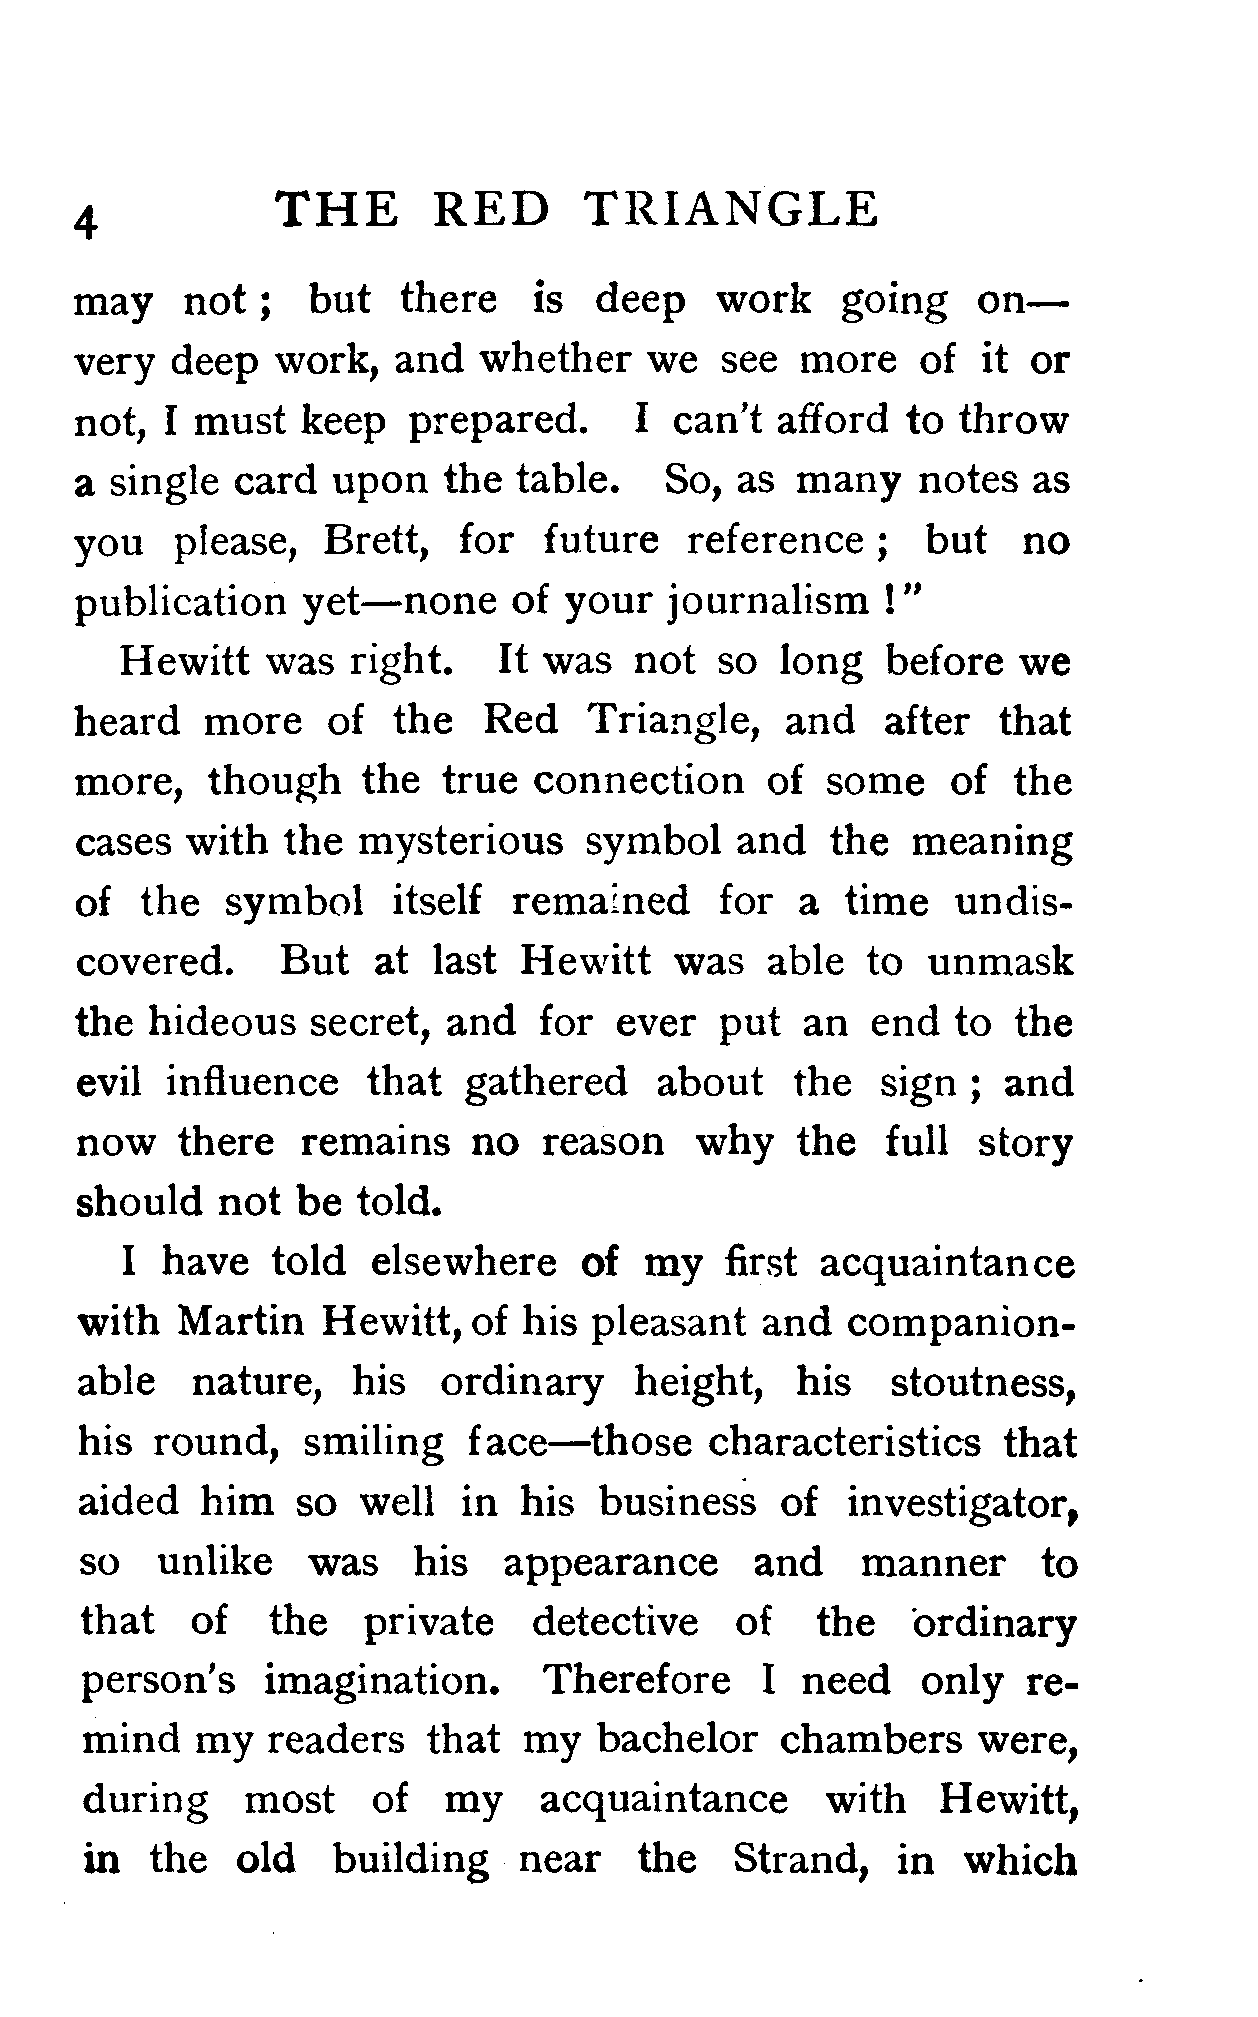 4 THE RED TRIANGLE
may not ; but there is deep work going on—
very deep work, and whether we see more of it or
not, I must keep prepared. I can't afford to throw
a single card upon the table. So, as many notes as
you please, Brett, for future reference ; but no
publication yet—none of your journalism !"
Hewitt was right. It was not so long before we
heard more of the Red Triangle, and after that
more, though the true connection of some of the
cases with the mysterious symbol and the meaning
of the symbol itself remained for a time undis-
covered. But at last Hewitt was able to unmask
the hideous secret, and for ever put an end to the
evil influence that gathered about the sign ; and
now there remains no reason why the full story
should not be told.
I have told elsewhere of my first acquaintance
with Martin Hewitt, of his pleasant and companion-
able nature, his ordinary height, his stoutness,
his round, smiling face—those characteristics that
aided him so well in his business of investigator,
so unlike was his appearance and manner to
that of the private detective of the ordinary
person's imagination. Therefore I need only re-
mind my readers that my bachelor chambers were,
during most of my acquaintance with Hewitt,
in the old building near the Strand, in which